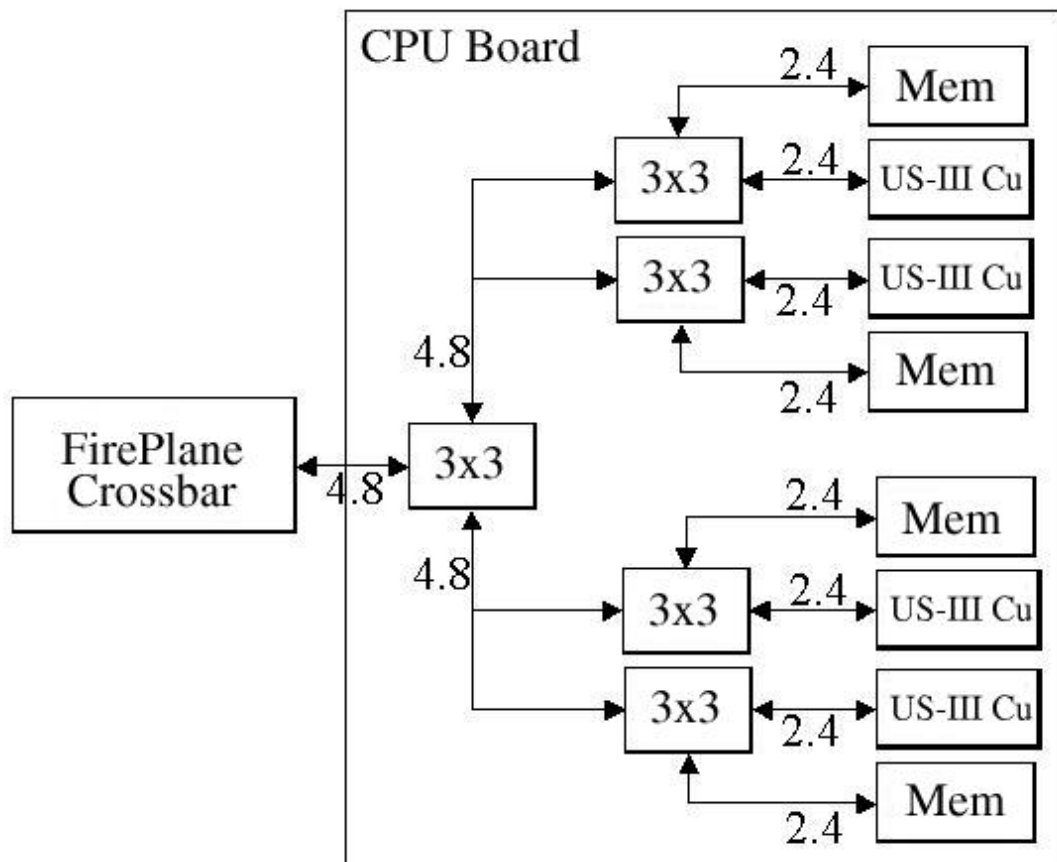 CPU Board
2.4
Mem
3x3
2.4
US-III Cu
3x3
2.4
US-III Cu
4.8
2.4
Mem
FirePlane
Crossbar
4.8
3x3
2.4
Mem
4.8
3x3
2.4
US-III Cu
3x3
2.4
US-III Cu
2.4
Mem